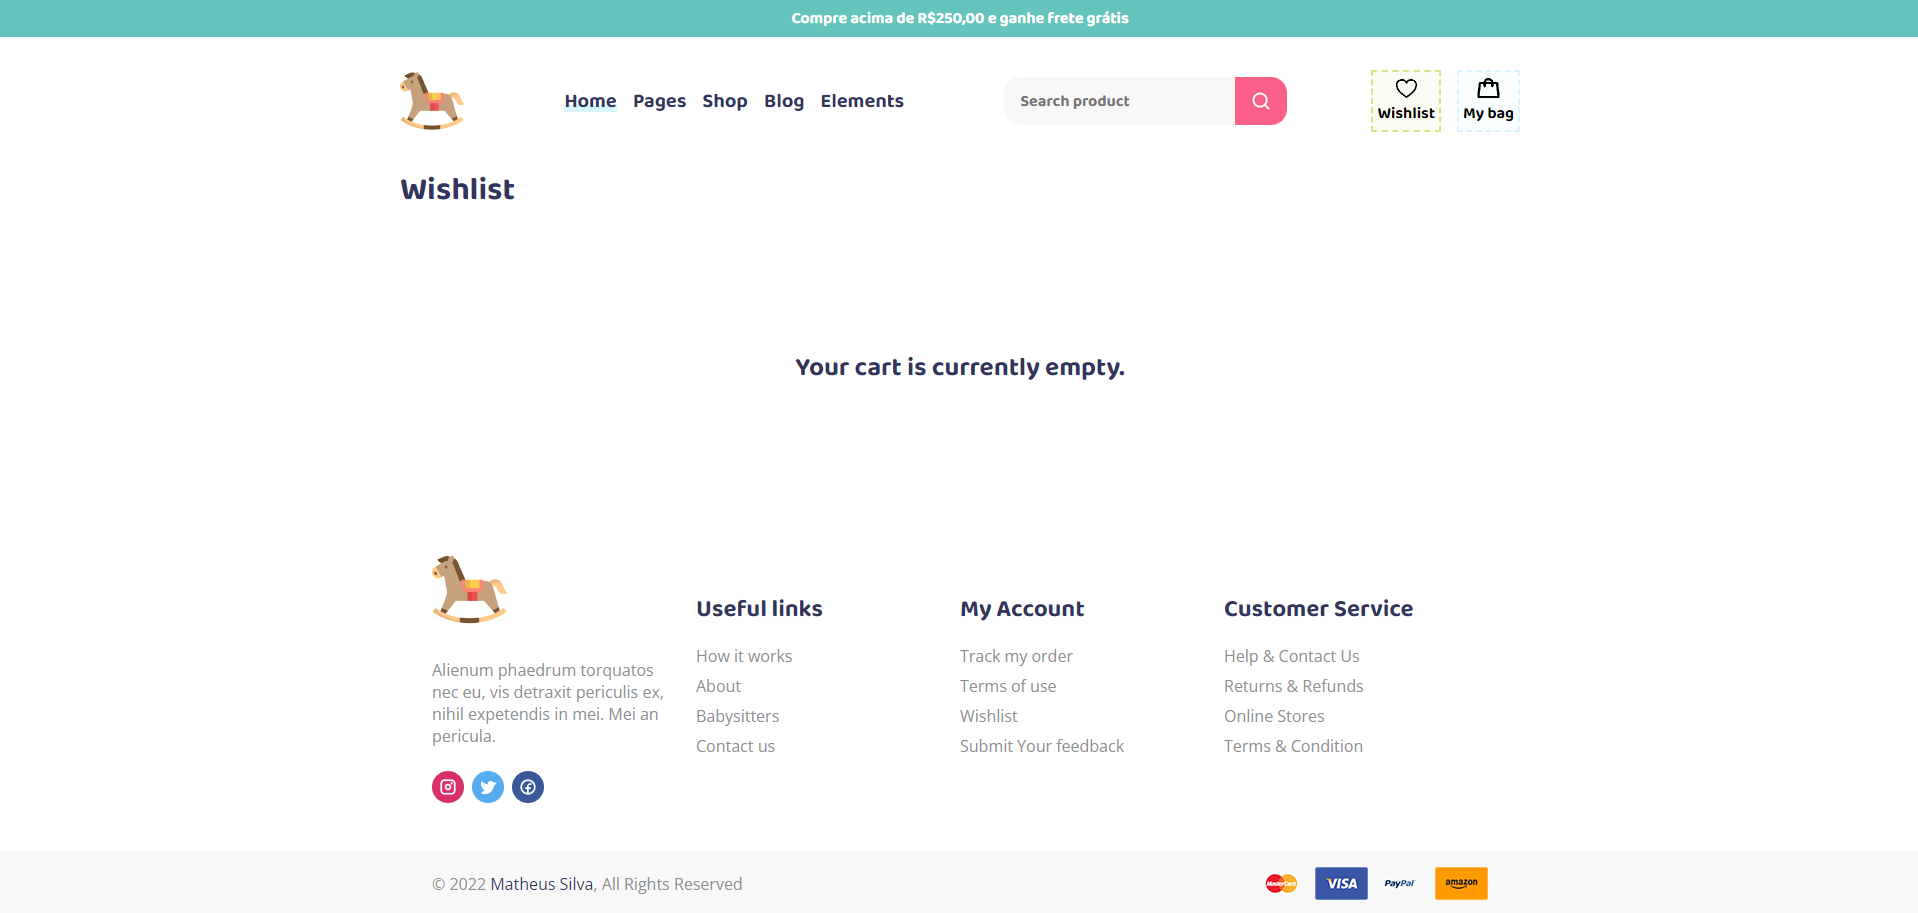 Compre acima de R$250,00 e ganhe frete grátis
Home Pages Shop Blog Elements
Search product
Wishlist
My bag
Wishlist
Your cart is currently empty.
Alienum phaedrum torquatos
nec eu, vis detraxit periculis ex,
nihil expetendis in mei. Mei an
pericula.
Useful links
How it works
About
Babysitters
Contact us
My Account
Track my order
Terms of use
Wishlist
Submit Your feedback
Customer Service
Help & Contact Us
Returns & Refunds
Online Stores
Terms & Condition
© 2022 Matheus Silva, All Rights Reserved
MasterCard VISA PayPal amazon